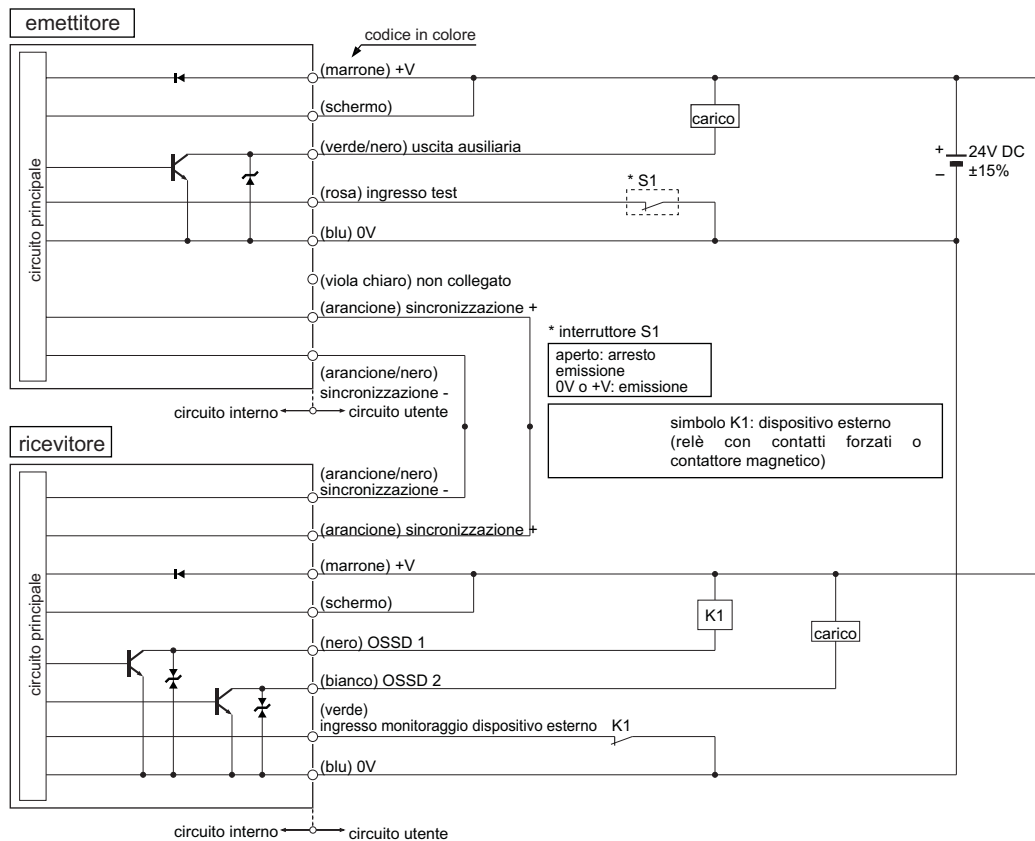 emettitore
codice in colore
circuito principale
(marrone) +V
(schermo)
(verde/nero) uscita ausiliaria
carico
(rosa) ingresso test
* S1
(blu) 0V
+
−
24V DC
±15%
(viola chiaro) non collegato
(arancione) sincronizzazione +
(arancione/nero)
sincronizzazione -
circuito interno
circuito utente
* interruttore S1
aperto: arresto
emissione
0V o +V: emissione
simbolo K1: dispositivo esterno
(relè con contatti forzati o
contattore magnetico)
ricevitore
circuito principale
(arancione/nero)
sincronizzazione -
(arancione) sincronizzazione +
(marrone) +V
(schermo)
K1
(nero) OSSD 1
carico
(bianco) OSSD 2
(verde)
ingresso monitoraggio dispositivo esterno
K1
(blu) 0V
circuito interno
circuito utente